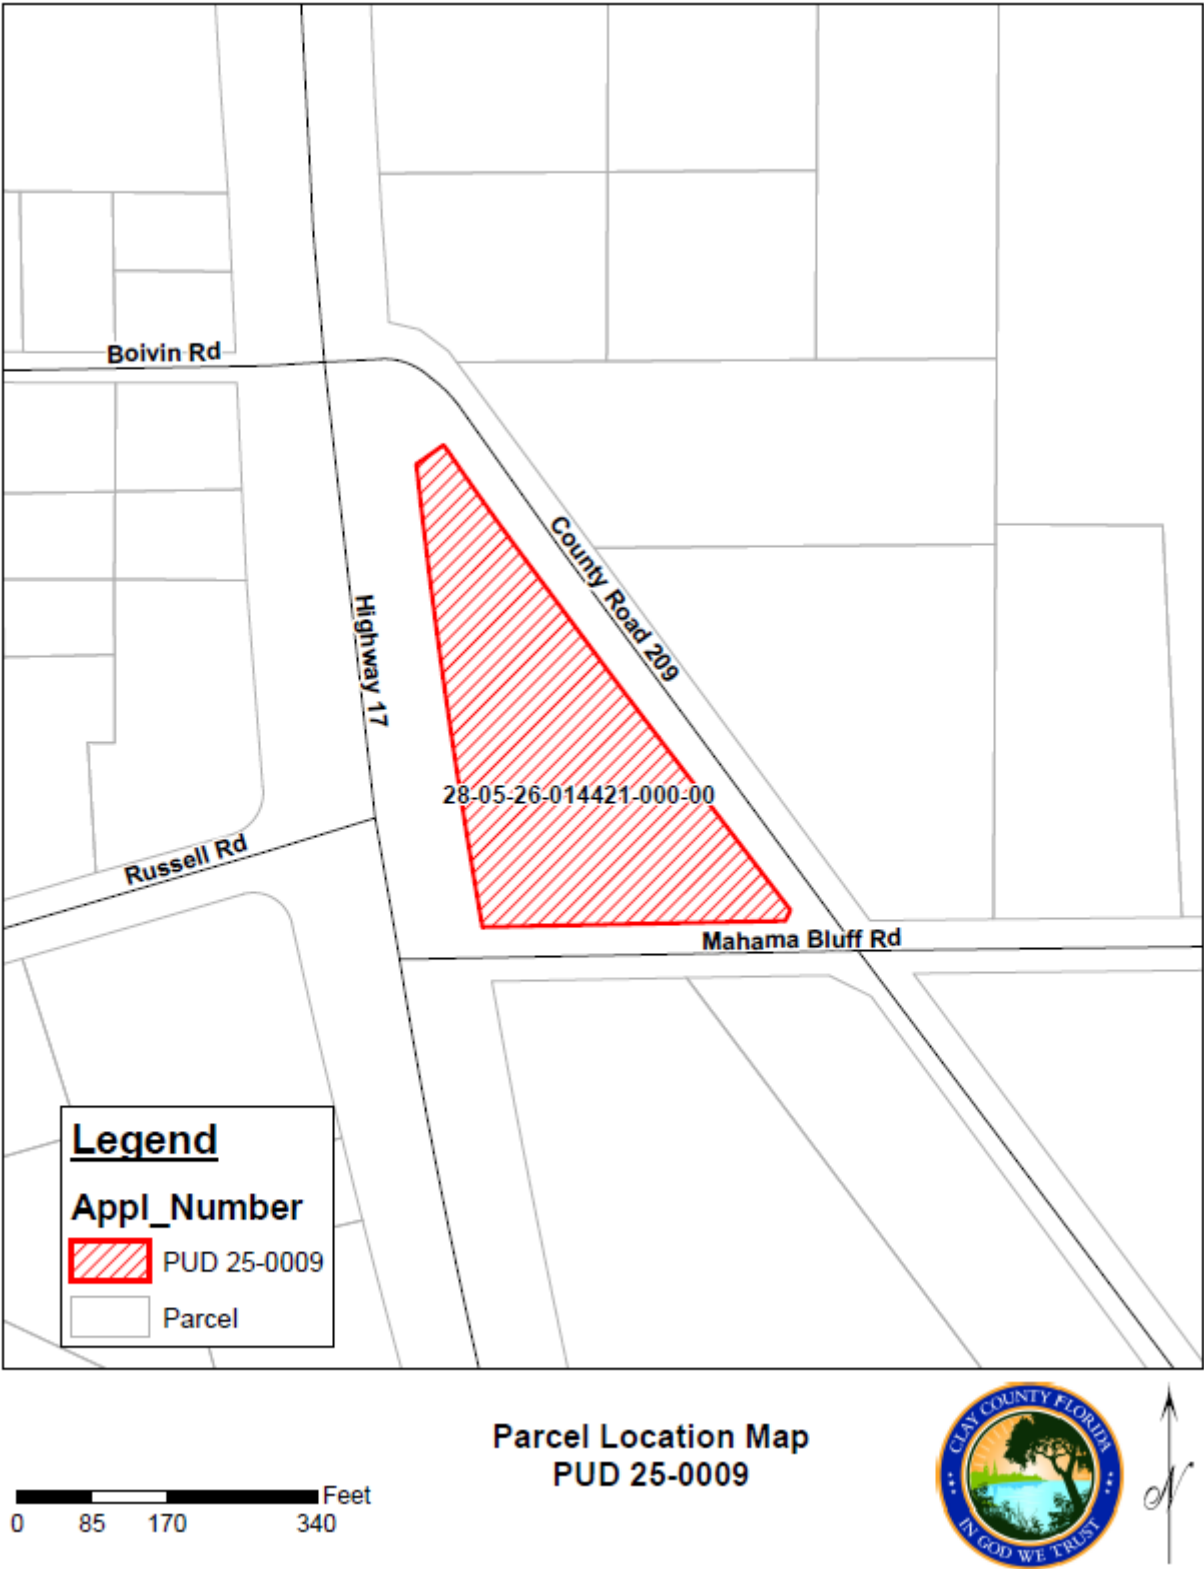 Boivin Rd
County Road 209
Highway 17
28-05-26-014421-000-00
Russell Rd
Mahama Bluff Rd
Legend
Appl_Number
PUD 25-0009
Parcel
Parcel Location Map
PUD 25-0009
Feet
0 85 170 340
CLAY COUNTY FLORIDA
IN GOD WE TRUST
N